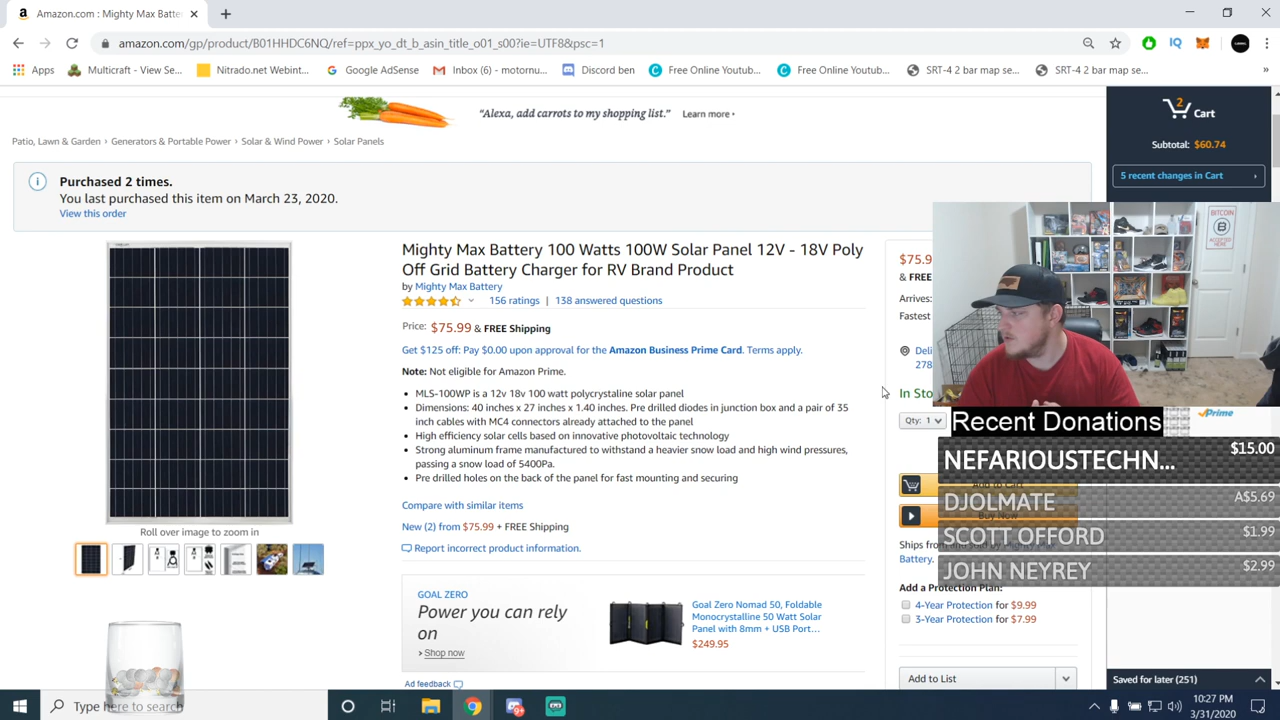 Amazon.com : Mighty Max Batte
amazon.com/gp/product/B01HHDC6NQ/ref=ppx_yo_dt_b_asin_title_o01_s00?ie=UTF8&psc=1
Apps
Multicraft - View Se...
Nitrado.net Webint...
Google AdSense
Inbox (6) - motornu...
Discord ben
Free Online Youtub...
Free Online Youtub...
SRT-4 2 bar map se...
SRT-4 2 bar map se...
"Alexa, add carrots to my shopping list." Learn more ›
2
Cart
Subtotal: $60.74
5 recent changes in Cart ›
Patio, Lawn & Garden › Generators & Portable Power › Solar & Wind Power › Solar Panels
Purchased 2 times.
You last purchased this item on March 23, 2020.
View this order
Mighty Max Battery 100 Watts 100W Solar Panel 12V - 18V Poly
Off Grid Battery Charger for RV Brand Product
by Mighty Max Battery
156 ratings | 138 answered questions
Price: $75.99 & FREE Shipping
Get $125 off: Pay $0.00 upon approval for the Amazon Business Prime Card. Terms apply.
Note: Not eligible for Amazon Prime.
• MLS-100WP is a 12v 18v 100 watt polycrystaline solar panel
• Dimensions: 40 inches x 27 inches x 1.40 inches. Pre drilled diodes in junction box and a pair of 35
inch cables with MC4 connectors already attached to the panel
• High efficiency solar cells based on innovative photovoltaic technology
• Strong aluminum frame manufactured to withstand a heavier snow load and high wind pressures,
passing a snow load of 5400Pa.
• Pre drilled holes on the back of the panel for fast mounting and securing
Compare with similar items
New (2) from $75.99 + FREE Shipping
Report incorrect product information.
Roll over image to zoom in
GOAL ZERO
Power you can rely
on
› Shop now
Goal Zero Nomad 50, Foldable
Monocrystalline 50 Watt Solar
Panel with 8mm + USB Port...
$249.95
Ad feedback
$75.9
& FREE
Arrives:
Fastest
Deli
278
In Sto
Qty: 1
BITCOIN
B
ACCEPTED
HERE
Prime
Recent Donations
NEFARIOUSTECHN... $15.00
DJOLMATE A$5.69
SCOTT OFFORD $1.99
JOHN NEYREY $2.99
Add to Cart
Buy Now
Ships from
Battery.
Add a Protection Plan:
4-Year Protection for $9.99
3-Year Protection for $7.99
Add to List
Saved for later (251)
Type here to search
10:27 PM
3/31/2020